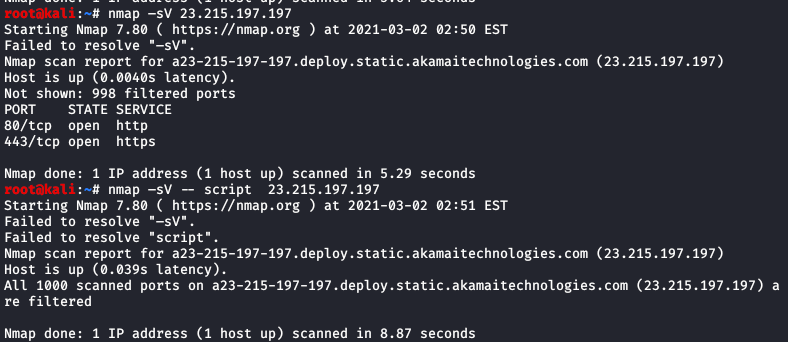 root@kali:~# nmap –sV 23.215.197.197
Starting Nmap 7.80 ( https://nmap.org ) at 2021-03-02 02:50 EST
Failed to resolve "–sV".
Nmap scan report for a23-215-197-197.deploy.static.akamaitechnologies.com (23.215.197.197)
Host is up (0.0040s latency).
Not shown: 998 filtered ports
PORT    STATE SERVICE
80/tcp  open  http
443/tcp open  https
Nmap done: 1 IP address (1 host up) scanned in 5.29 seconds
root@kali:~# nmap –sV –– script  23.215.197.197
Starting Nmap 7.80 ( https://nmap.org ) at 2021-03-02 02:51 EST
Failed to resolve "–sV".
Failed to resolve "script".
Nmap scan report for a23-215-197-197.deploy.static.akamaitechnologies.com (23.215.197.197)
Host is up (0.039s latency).
All 1000 scanned ports on a23-215-197-197.deploy.static.akamaitechnologies.com (23.215.197.197) a
re filtered
Nmap done: 1 IP address (1 host up) scanned in 8.87 seconds